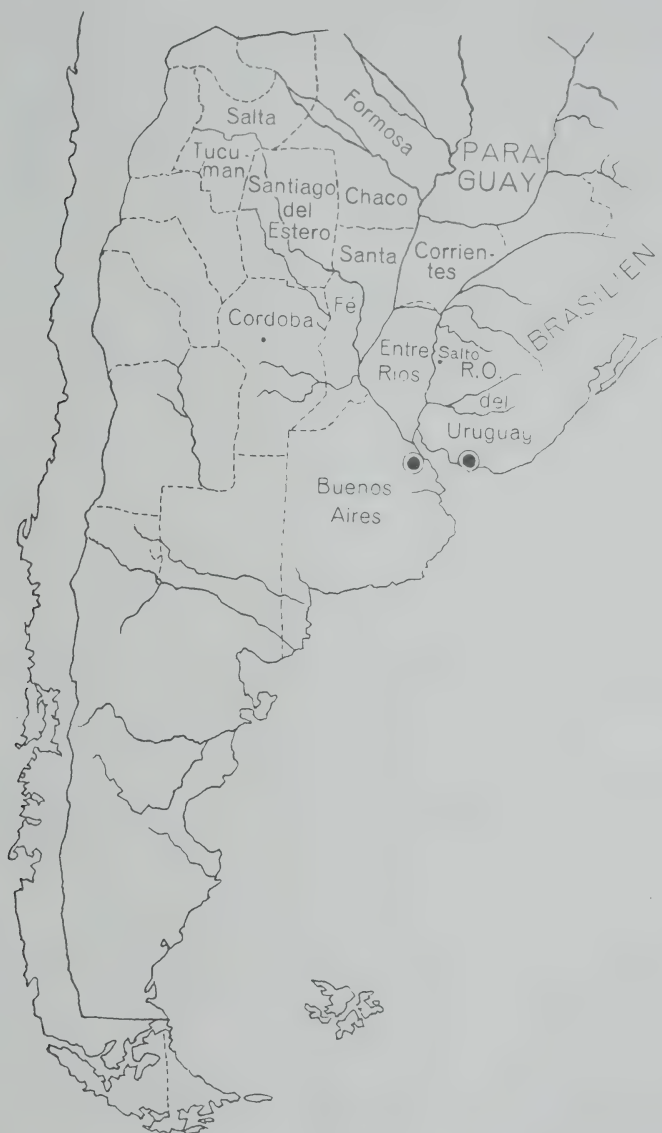 Salta
Formosa
Tucu-
man
PARA-
GUAY
Santiago
del
Estero
Chaco
Santa
Fé
Corrien-
tes
BRASILIEN
Cordoba
Entre
Rios
Salto
R.O.
del
Uruguay
Buenos
Aires